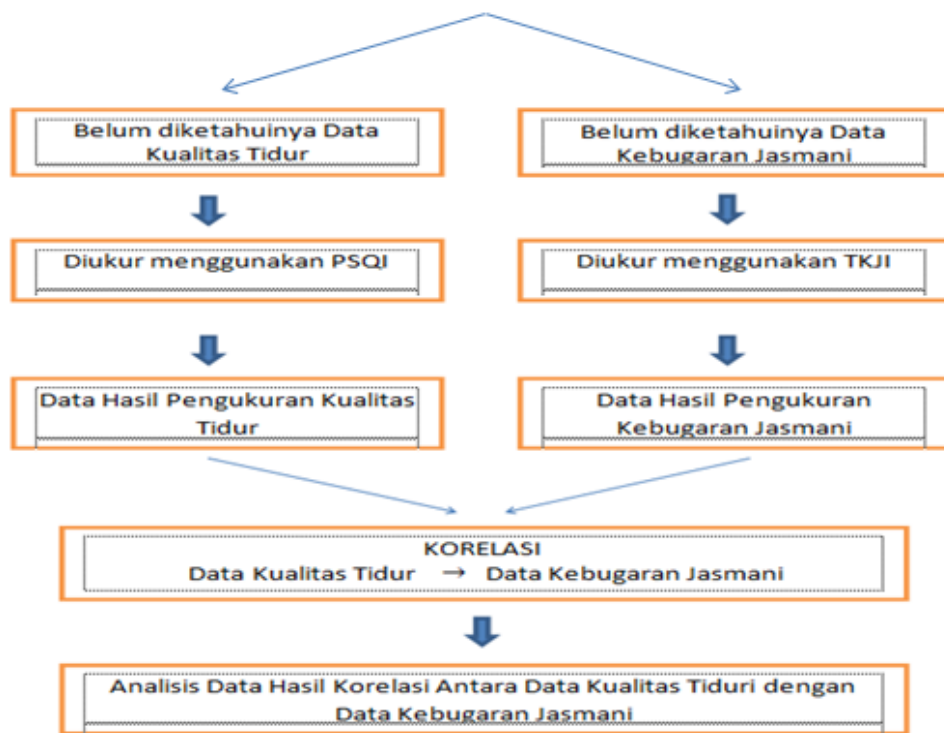 Belum diketahuinya Data
Kualitas Tidur
Belum diketahuinya Data
Kebugaran Jasmani
Diukur menggunakan PSQI
Diukur menggunakan TKJI
Data Hasil Pengukuran Kualitas
Tidur
Data Hasil Pengukuran
Kebugaran Jasmani
KORELASI
Data Kualitas Tidur → Data Kebugaran Jasmani
Analisis Data Hasil Korelasi Antara Data Kualitas Tiduri dengan
Data Kebugaran Jasmani